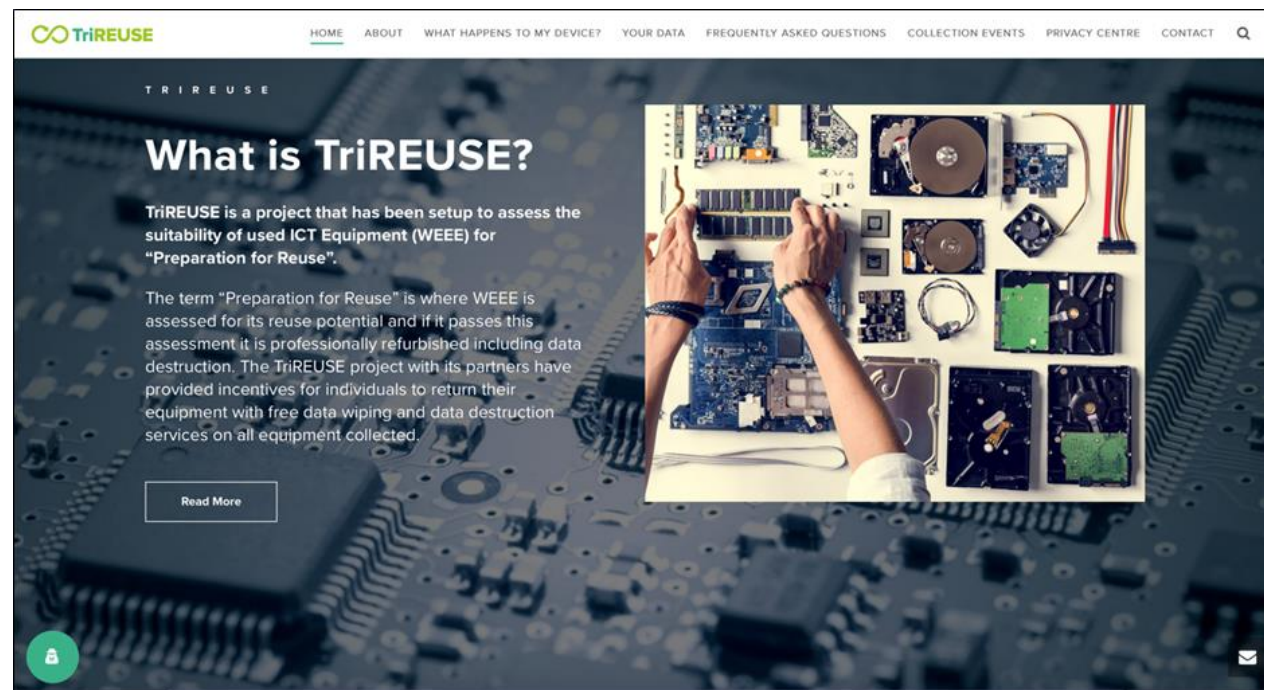 TriREUSE
HOME ABOUT WHAT HAPPENS TO MY DEVICE? YOUR DATA FREQUENTLY ASKED QUESTIONS COLLECTION EVENTS PRIVACY CENTRE CONTACT
TRIREUSE
What is TriREUSE?
TriREUSE is a project that has been setup to assess the
suitability of used ICT Equipment (WEEE) for
“Preparation for Reuse”.
The term “Preparation for Reuse” is where WEEE is
assessed for its reuse potential and if it passes this
assessment it is professionally refurbished including data
destruction. The TriREUSE project with its partners have
provided incentives for individuals to return their
equipment with free data wiping and data destruction
services on all equipment collected.
Read More